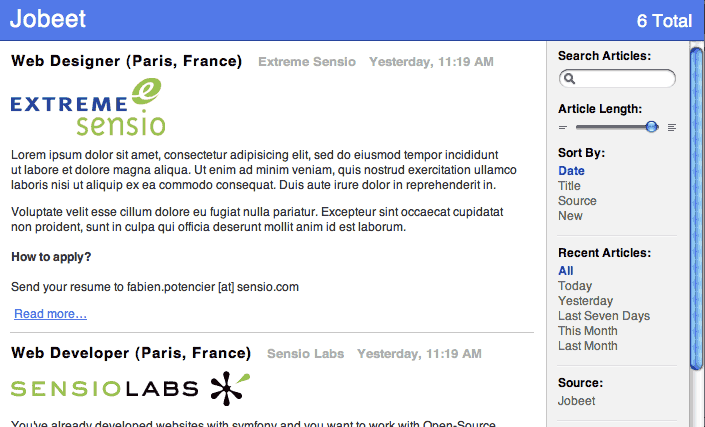 Jobeet
6 Total
Web Designer (Paris, France) Extreme Sensio Yesterday, 11:19 AM
EXTREME e
sensio
Lorem ipsum dolor sit amet, consectetur adipisicing elit, sed do eiusmod tempor incididunt
ut labore et dolore magna aliqua. Ut enim ad minim veniam, quis nostrud exercitation ullamco
laboris nisi ut aliquip ex ea commodo consequat. Duis aute irure dolor in reprehenderit in.
Voluptate velit esse cillum dolore eu fugiat nulla pariatur. Excepteur sint occaecat cupidatat
non proident, sunt in culpa qui officia deserunt mollit anim id est laborum.
How to apply?
Send your resume to fabien.potencier [at] sensio.com
Read more…
Web Developer (Paris, France) Sensio Labs Yesterday, 11:19 AM
SENSIOLABS
You've already developed websites with symfony and you want to work with Open-Source
Search Articles:
Article Length:
Sort By:
Date
Title
Source
New
Recent Articles:
All
Today
Yesterday
Last Seven Days
This Month
Last Month
Source:
Jobeet